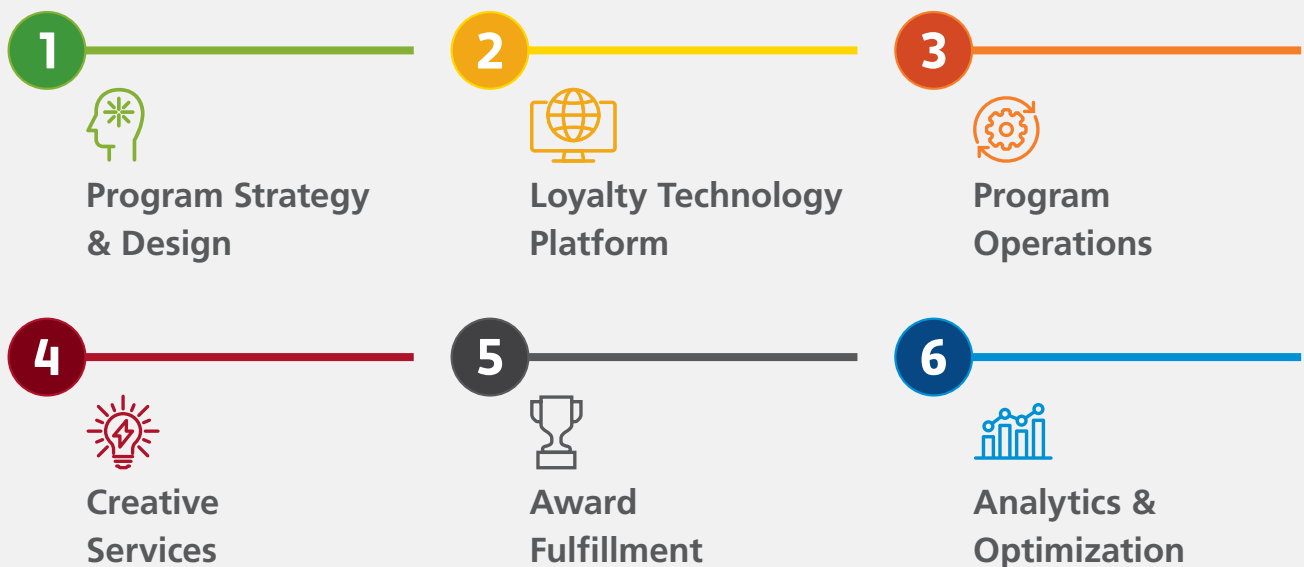 1
Program Strategy
& Design
2
Loyalty Technology
Platform
3
Program
Operations
4
Creative
Services
5
Award
Fulfillment
6
Analytics &
Optimization